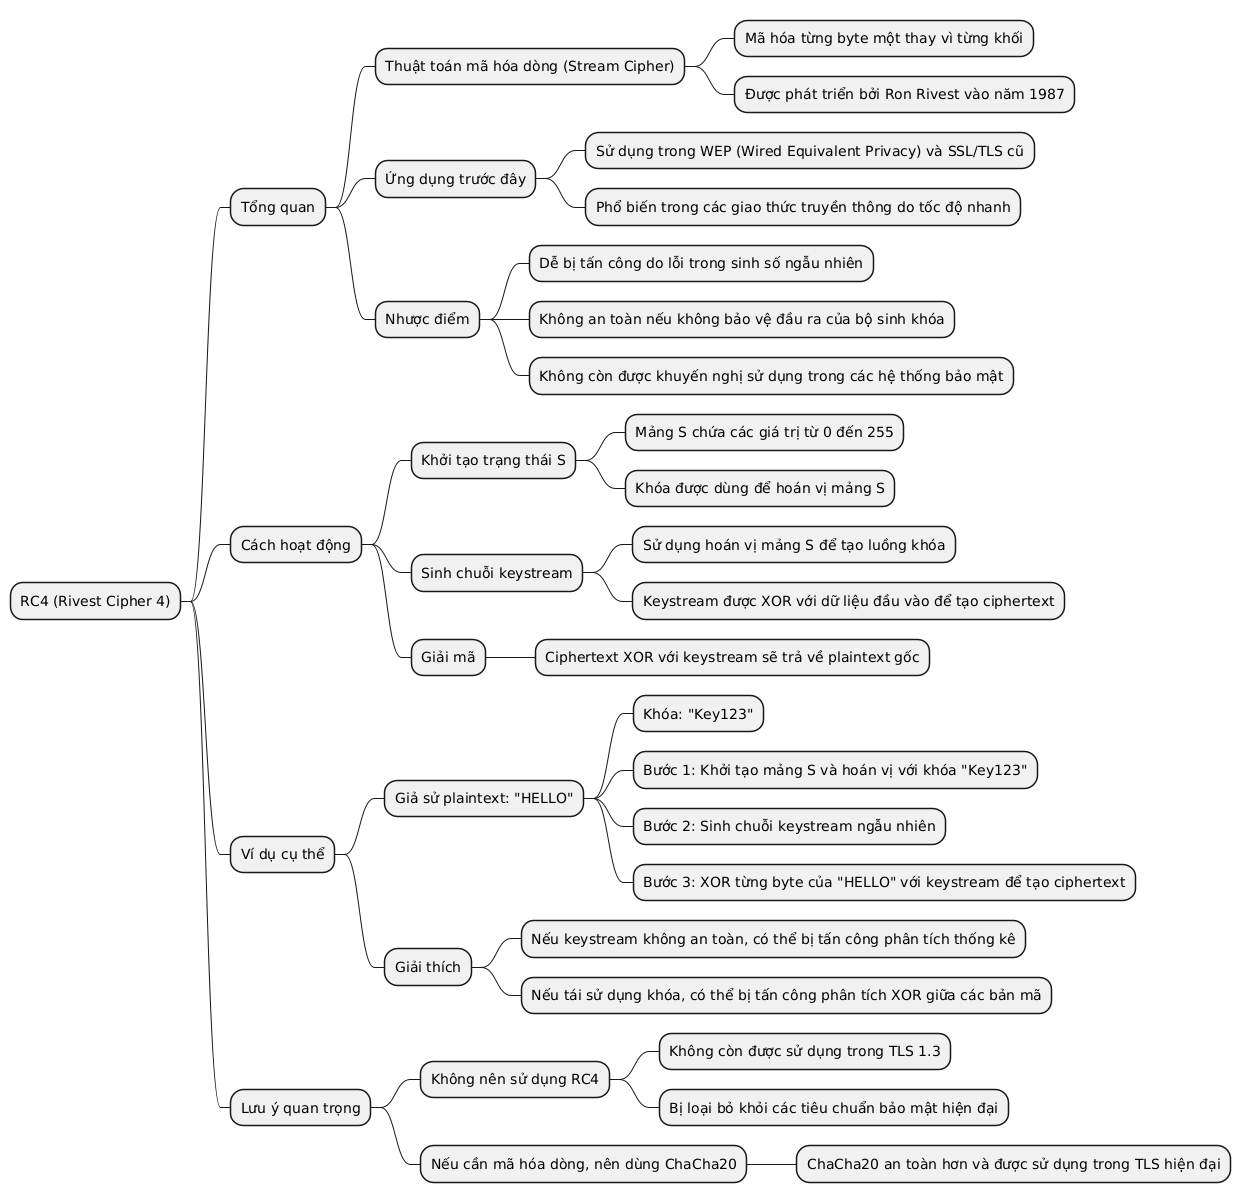 RC4 (Rivest Cipher 4)
Tổng quan
Thuật toán mã hóa dòng (Stream Cipher)
Mã hóa từng byte một thay vì từng khối
Được phát triển bởi Ron Rivest vào năm 1987
Ứng dụng trước đây
Sử dụng trong WEP (Wired Equivalent Privacy) và SSL/TLS cũ
Phổ biến trong các giao thức truyền thông do tốc độ nhanh
Nhược điểm
Dễ bị tấn công do lỗi trong sinh số ngẫu nhiên
Không an toàn nếu không bảo vệ đầu ra của bộ sinh khóa
Không còn được khuyến nghị sử dụng trong các hệ thống bảo mật
Cách hoạt động
Khởi tạo trạng thái S
Mảng S chứa các giá trị từ 0 đến 255
Khóa được dùng để hoán vị mảng S
Sinh chuỗi keystream
Sử dụng hoán vị mảng S để tạo luồng khóa
Keystream được XOR với dữ liệu đầu vào để tạo ciphertext
Giải mã
Ciphertext XOR với keystream sẽ trả về plaintext gốc
Ví dụ cụ thể
Giả sử plaintext: "HELLO"
Khóa: "Key123"
Bước 1: Khởi tạo mảng S và hoán vị với khóa "Key123"
Bước 2: Sinh chuỗi keystream ngẫu nhiên
Bước 3: XOR từng byte của "HELLO" với keystream để tạo ciphertext
Giải thích
Nếu keystream không an toàn, có thể bị tấn công phân tích thống kê
Nếu tái sử dụng khóa, có thể bị tấn công phân tích XOR giữa các bản mã
Lưu ý quan trọng
Không nên sử dụng RC4
Không còn được sử dụng trong TLS 1.3
Bị loại bỏ khỏi các tiêu chuẩn bảo mật hiện đại
Nếu cần mã hóa dòng, nên dùng ChaCha20
ChaCha20 an toàn hơn và được sử dụng trong TLS hiện đại